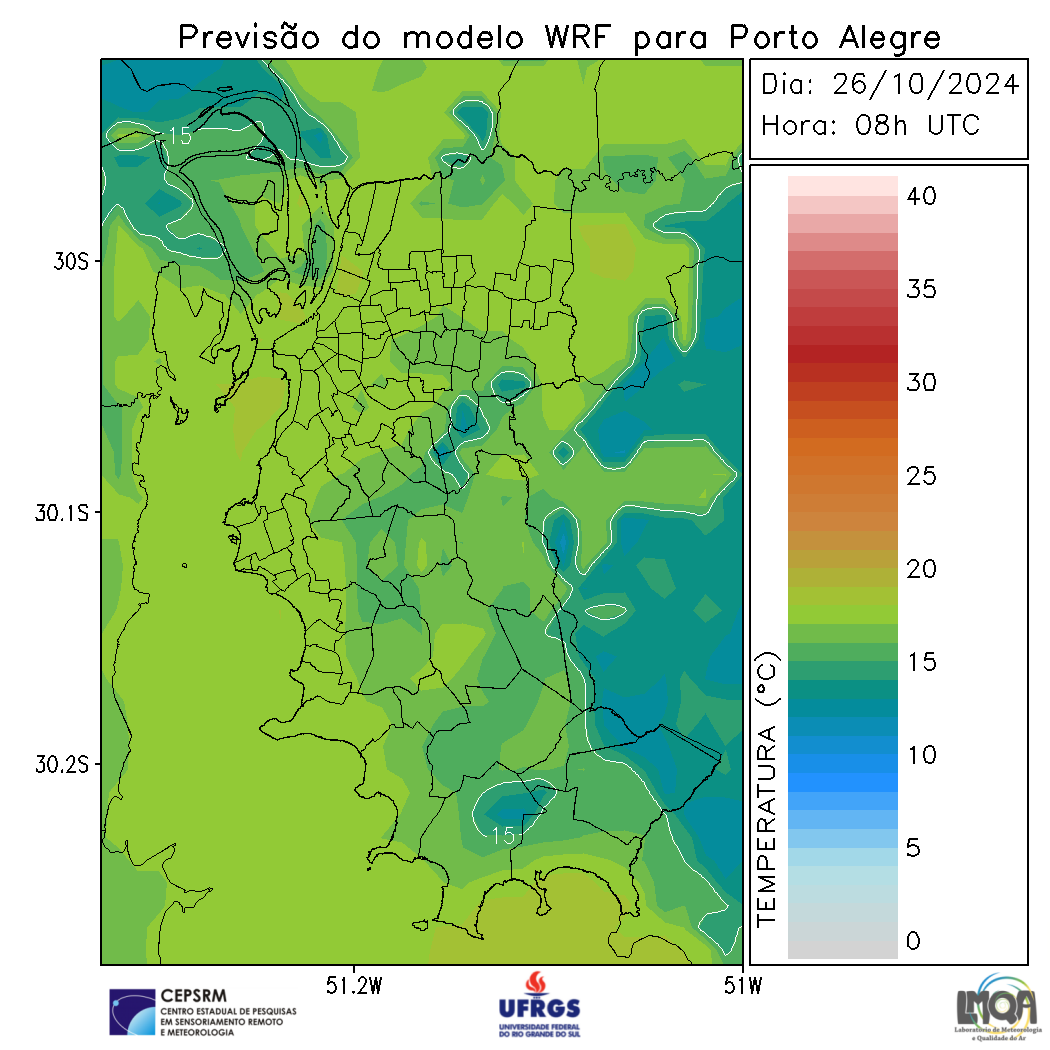 Previsão do modelo WRF para Porto Alegre
Dia: 26/10/2024
Hora: 08h UTC
15
15
30S
30.1S
30.2S
51.2W
51W
TEMPERATURA (°C)
40
35
30
25
20
15
10
5
0
CEPSRM
CENTRO ESTADUAL DE PESQUISAS
EM SENSORIAMENTO REMOTO
E METEOROLOGIA
UFRGS
UNIVERSIDADE FEDERAL
DO RIO GRANDE DO SUL
LMQA
Laboratório de Meteorologia
e Qualidade do Ar